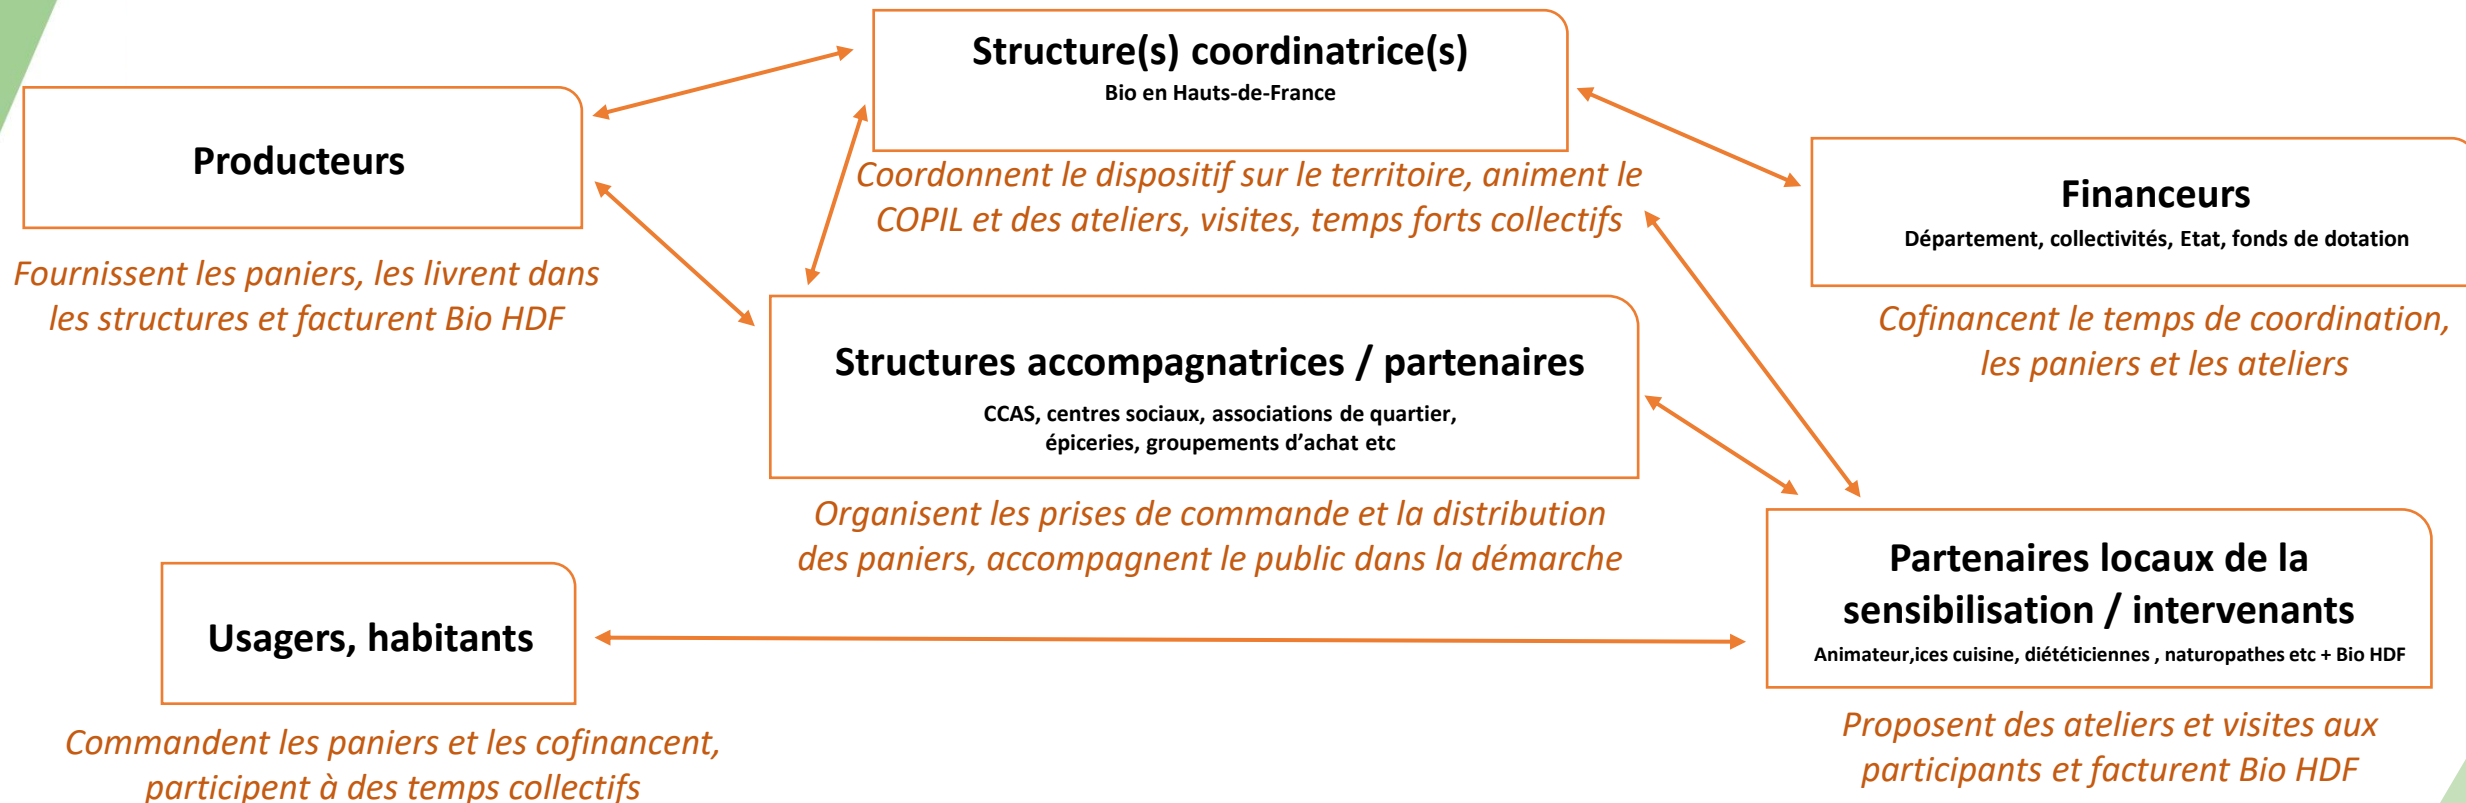 Structure(s) coordinatrice(s)
Bio en Hauts-de-France
Coordonnent le dispositif sur le territoire, animent le
COPIL et des ateliers, visites, temps forts collectifs
Producteurs
Fournissent les paniers, les livrent dans
les structures et facturent Bio HDF
Financeurs
Département, collectivités, Etat, fonds de dotation
Cofinancent le temps de coordination,
les paniers et les ateliers
Structures accompagnatrices / partenaires
CCAS, centres sociaux, associations de quartier,
épiceries, groupements d’achat etc
Organisent les prises de commande et la distribution
des paniers, accompagnent le public dans la démarche
Usagers, habitants
Commandent les paniers et les cofinancent,
participent à des temps collectifs
Partenaires locaux de la
sensibilisation / intervenants
Animateur,ices cuisine, diététiciennes , naturopathes etc + Bio HDF
Proposent des ateliers et visites aux
participants et facturent Bio HDF